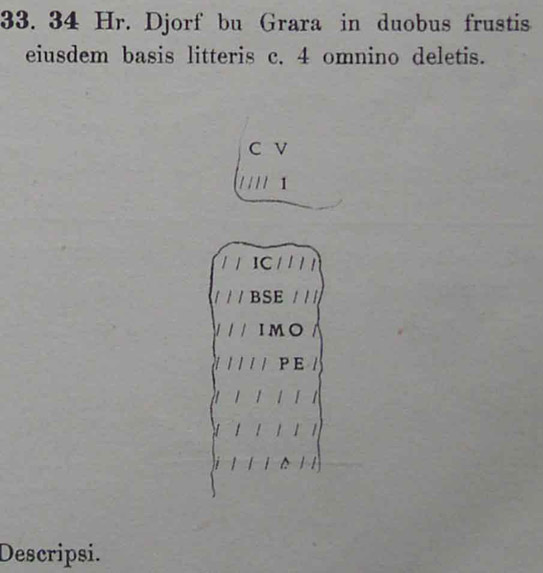 33. 34 Hr. Djorf bu Grara in duobus frustis
eiusdem basis litteris c. 4 omnino deletis.
C V
//// I
/ / IC////
/ / / BSE / / /
/ / / IMO /
///// PE /
/ / / / / /
/ / / / / /
/ / / / ^ / /
Descripsi.